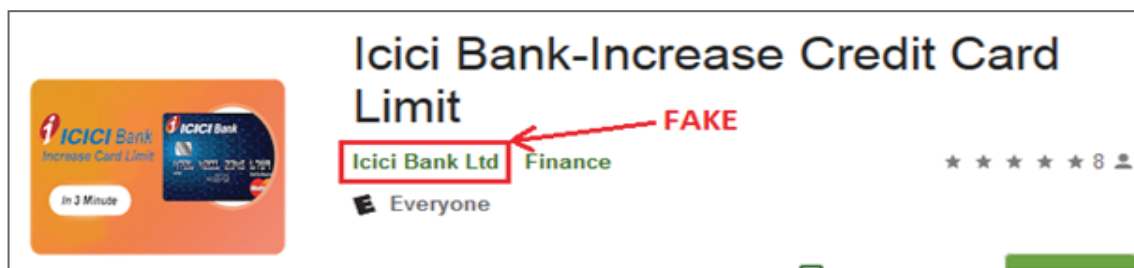 Icici Bank-Increase Credit Card
Limit
FAKE
Icici Bank Ltd Finance
8
E Everyone
ICICI Bank
Increase Card Limit
In 3 Minute
ICICI Bank